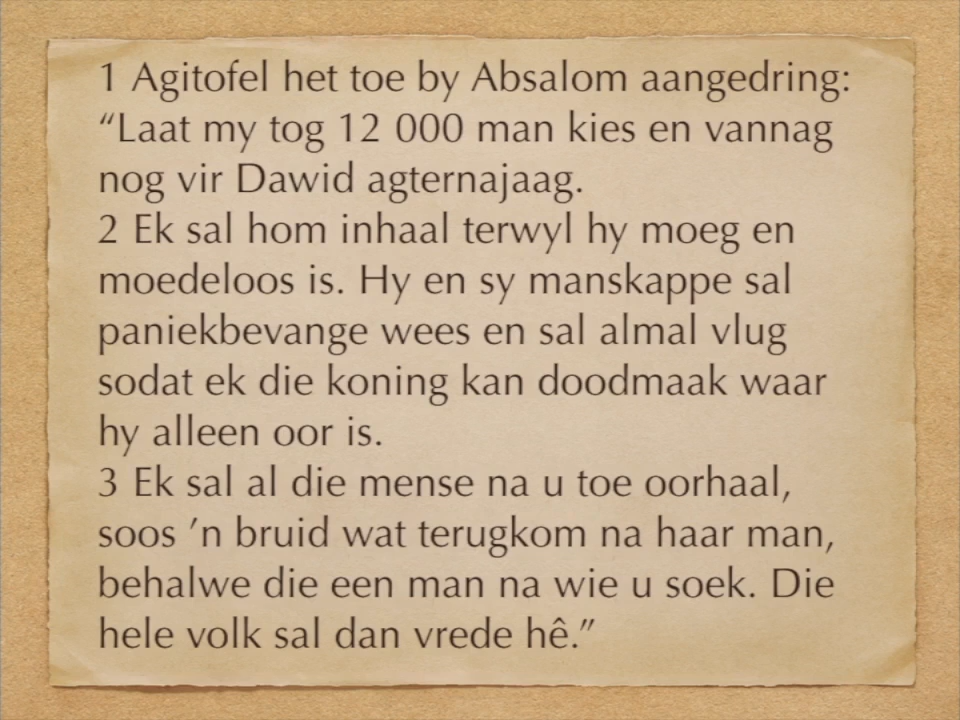 1 Agitofel het toe by Absalom aangedring:
“Laat my tog 12 000 man kies en vannag
nog vir Dawid agternajaag.
2 Ek sal hom inhaal terwyl hy moeg en
moedeloos is. Hy en sy manskappe sal
paniekbevange wees en sal almal vlug
sodat ek die koning kan doodmaak waar
hy alleen oor is.
3 Ek sal al die mense na u toe oorhaal,
soos ’n bruid wat terugkom na haar man,
behalwe die een man na wie u soek. Die
hele volk sal dan vrede hê.”